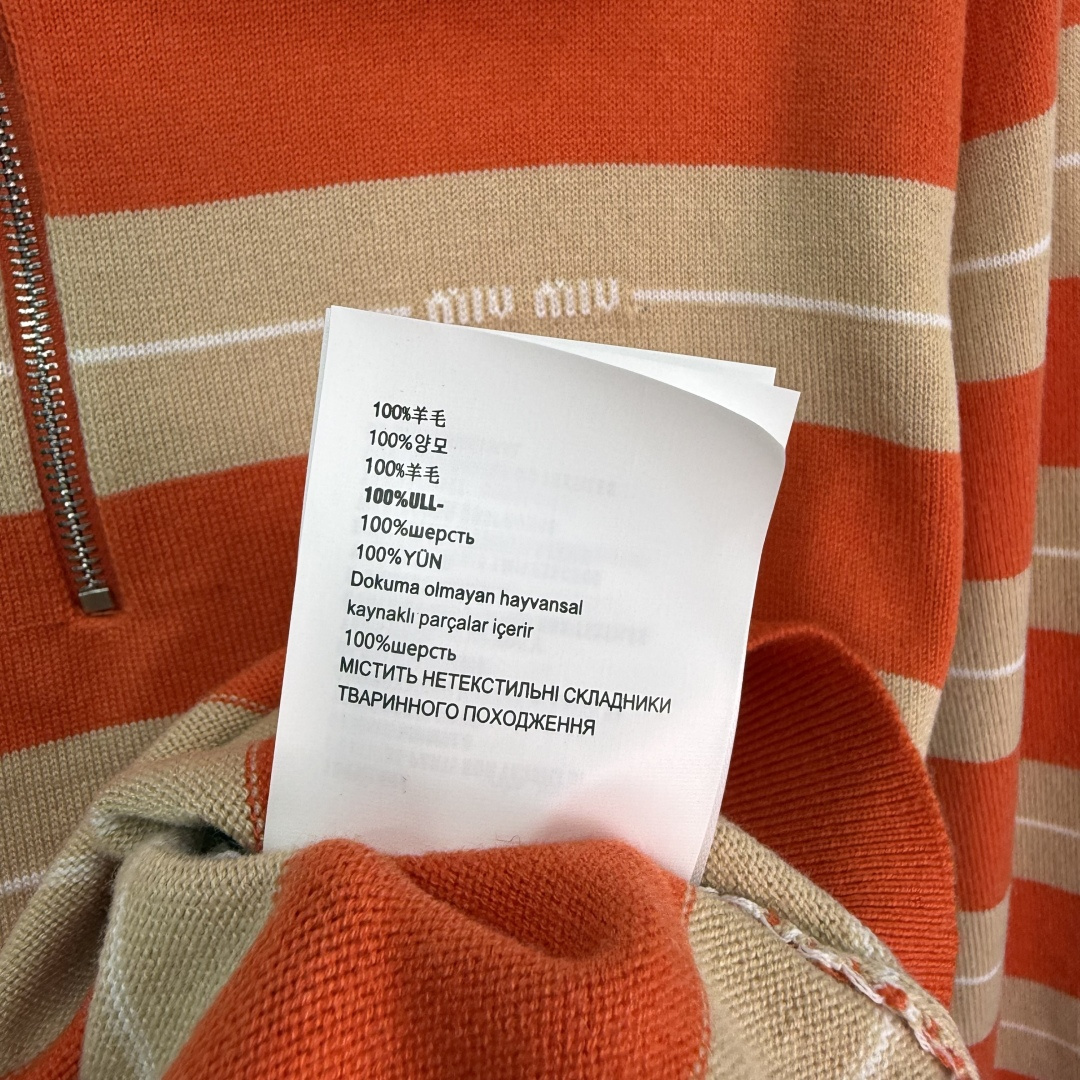 MIU MIU
100%羊毛
100%양모
100%羊毛
100%ULL-
100%шерсть
100%YÜN
Dokuma olmayan hayvansal
kaynaklı parçalar içerir
100%шерсть
МІСТИТЬ НЕТЕКСТИЛЬНІ СКЛАДНИКИ
ТВАРИННОГО ПОХОДЖЕННЯ